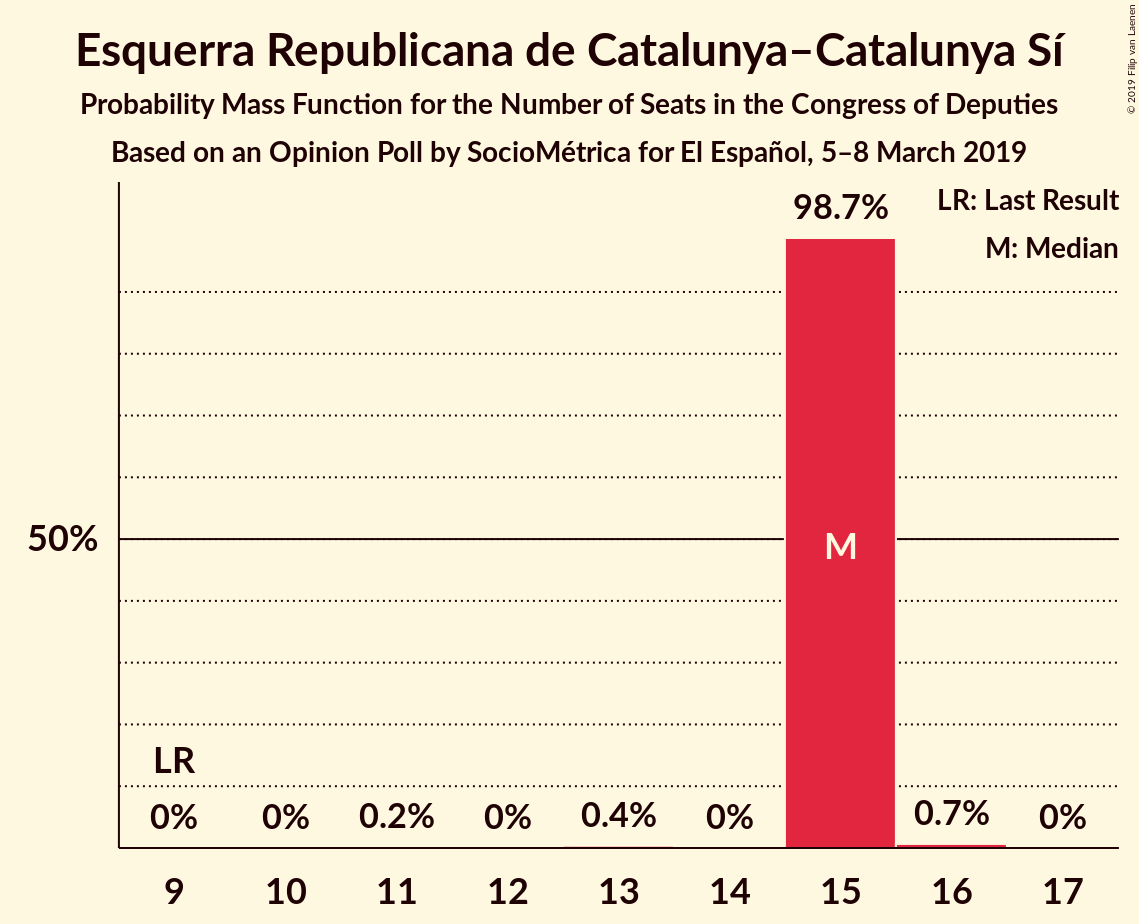 Esquerra Republicana de Catalunya–Catalunya Sí
Probability Mass Function for the Number of Seats in the Congress of Deputies
Based on an Opinion Poll by SocioMétrica for El Español, 5–8 March 2019
© 2019 Filip van Laenen
98.7%
LR: Last Result
M: Median
50%
M
LR
0% 0% 0.2% 0% 0.4% 0% 0.7% 0%
9 10 11 12 13 14 15 16 17